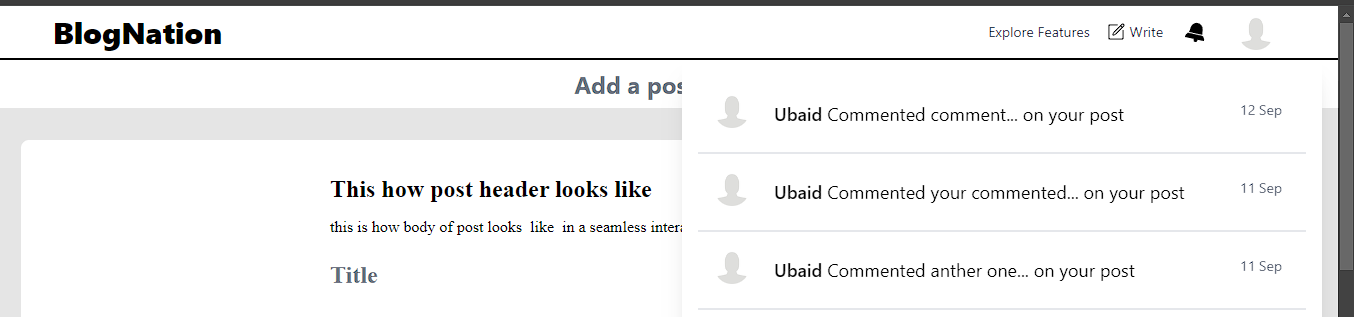 BlogNation
Explore Features
Write
Add a pos
Ubaid Commented comment... on your post
12 Sep
Ubaid Commented your commented... on your post
11 Sep
Ubaid Commented anther one... on your post
11 Sep
This how post header looks like
this is how body of post looks  like  in a seamless intera
Title